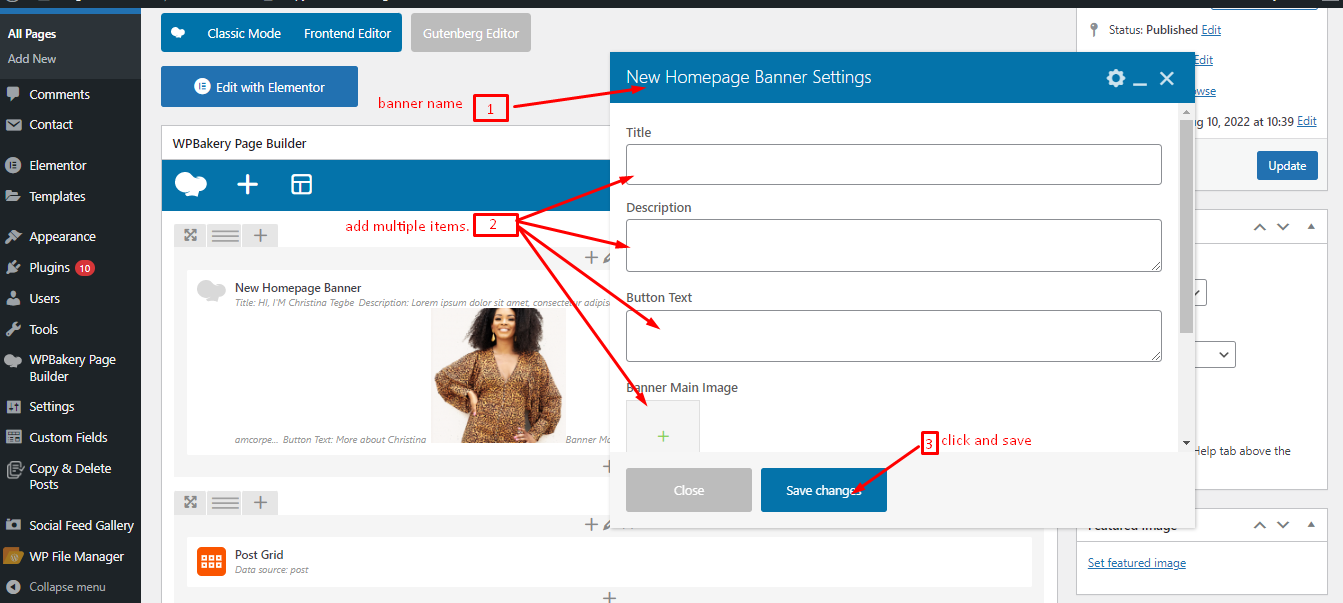 All Pages
Add New
Comments
Contact
Elementor
Templates
Appearance
Plugins 10
Users
Tools
WPBakery Page
Builder
Settings
Custom Fields
Copy & Delete
Posts
Social Feed Gallery
WP File Manager
Collapse menu
Classic Mode
Frontend Editor
Gutenberg Editor
Edit with Elementor
banner name 1
WPBakery Page Builder
add multiple items. 2
New Homepage Banner
Title: HI, I'M Christina Tegbe Description: Lorem ipsum dolor sit amet, consectetur adipis
amcorpe... Button Text: More about Christina
Banner Ma
Post Grid
Data source: post
New Homepage Banner Settings
Title
Description
Button Text
Banner Main Image
3 click and save
Close
Save changes
Status: Published Edit
Edit
wse
g 10, 2022 at 10:39 Edit
Update
Help tab above the
Featured image
Set featured image